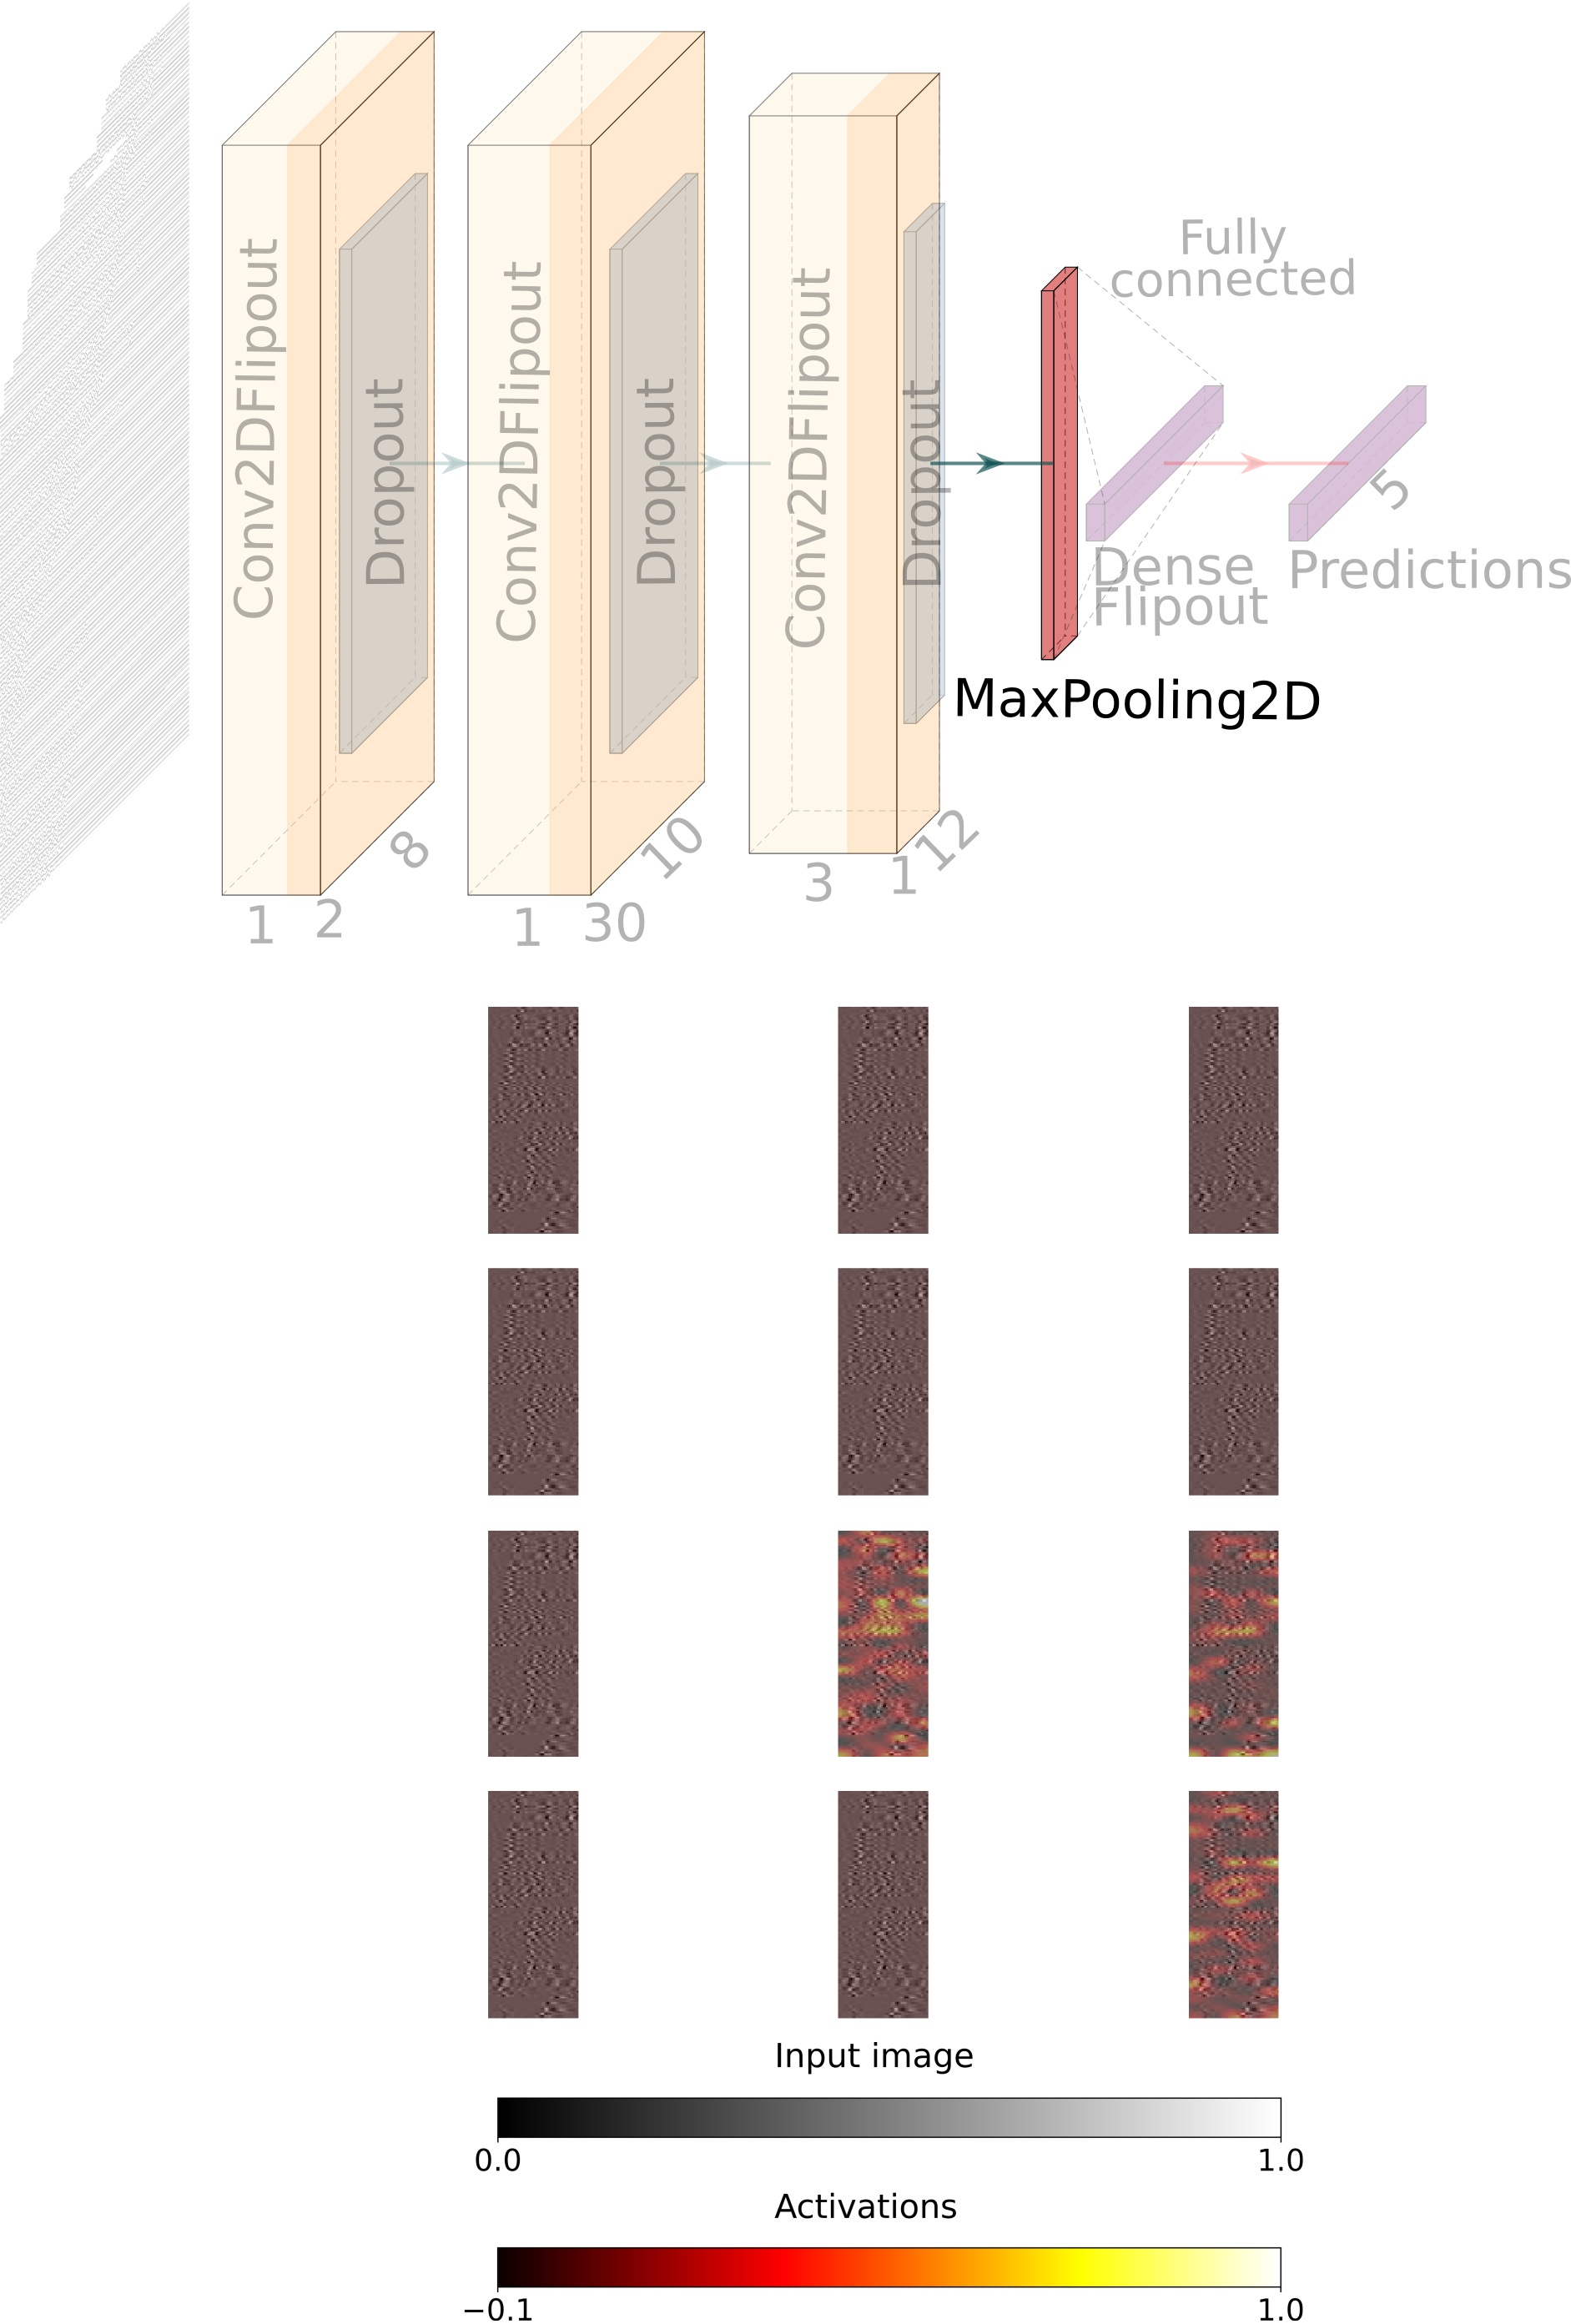 Conv2DFlipout
Dropout
8
1
2
Conv2DFlipout
Dropout
10
1
30
Conv2DFlipout
Dropout
12
3
1
MaxPooling2D
Fully
connected
Dense
Flipout
5
Predictions
Input image
0.0
1.0
Activations
−0.1
1.0